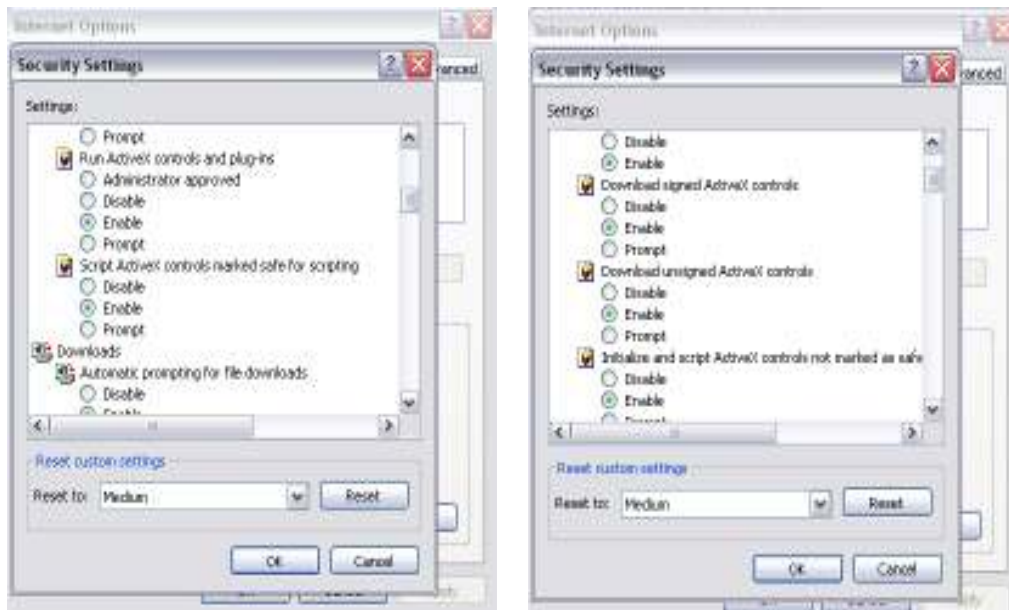 Internet Options
Security Settings
anced
Settings:
Prompt
Run ActiveX controls and plug-ins
Administrator approved
Disable
Enable
Prompt
Script ActiveX controls marked safe for scripting
Disable
Enable
Prompt
Downloads
Automatic prompting for file downloads
Disable
Enable
Reset custom settings
Reset to:
Medium
Reset
OK
Cancel
Internet Options
Security Settings
anced
Settings:
Disable
Enable
Download signed ActiveX controls
Disable
Enable
Prompt
Download unsigned ActiveX controls
Disable
Enable
Prompt
Initialize and script ActiveX controls not marked as safe
Disable
Enable
Prompt
Reset custom settings
Reset to:
Medium
Reset
OK
Cancel